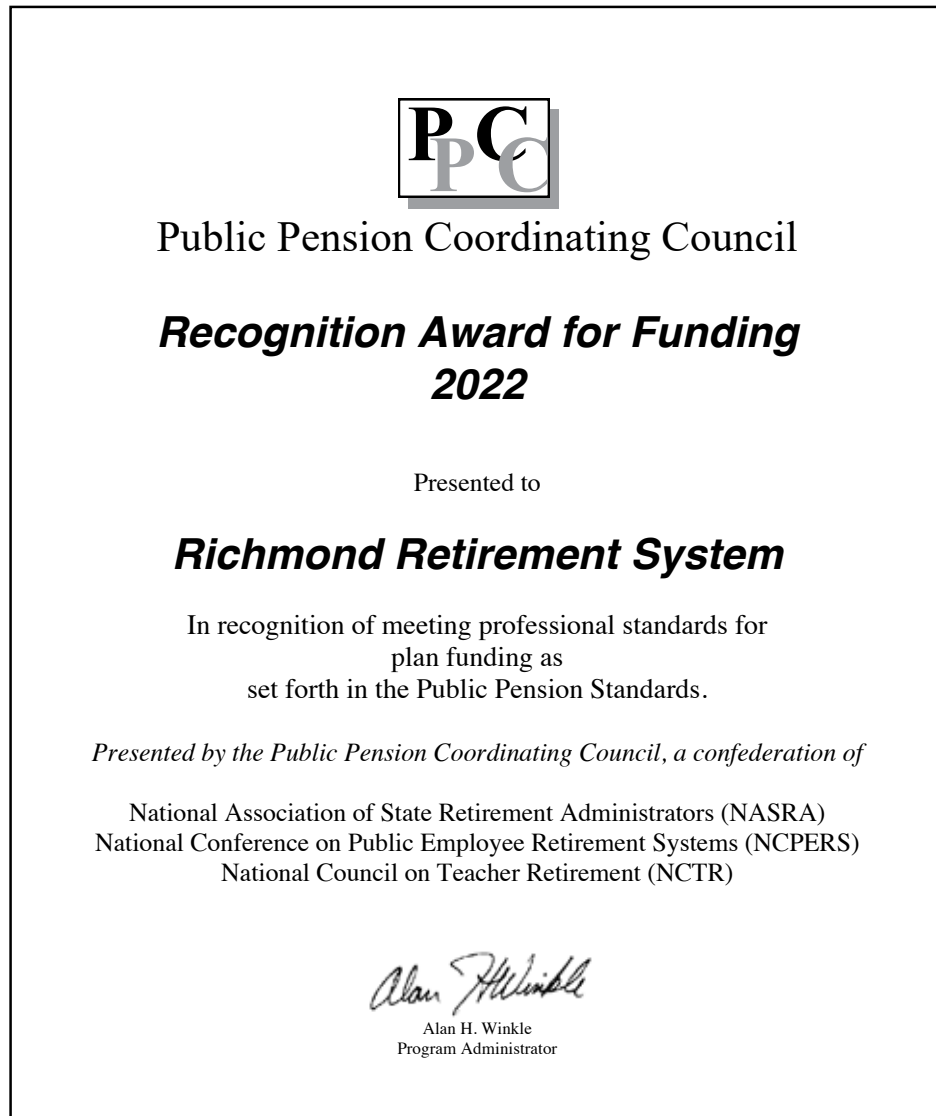 P C
P C
Public Pension Coordinating Council
Recognition Award for Funding
2022
Presented to
Richmond Retirement System
In recognition of meeting professional standards for
plan funding as
set forth in the Public Pension Standards.
Presented by the Public Pension Coordinating Council, a confederation of
National Association of State Retirement Administrators (NASRA)
National Conference on Public Employee Retirement Systems (NCPERS)
National Council on Teacher Retirement (NCTR)
Alan H Winkle
Alan H. Winkle
Program Administrator